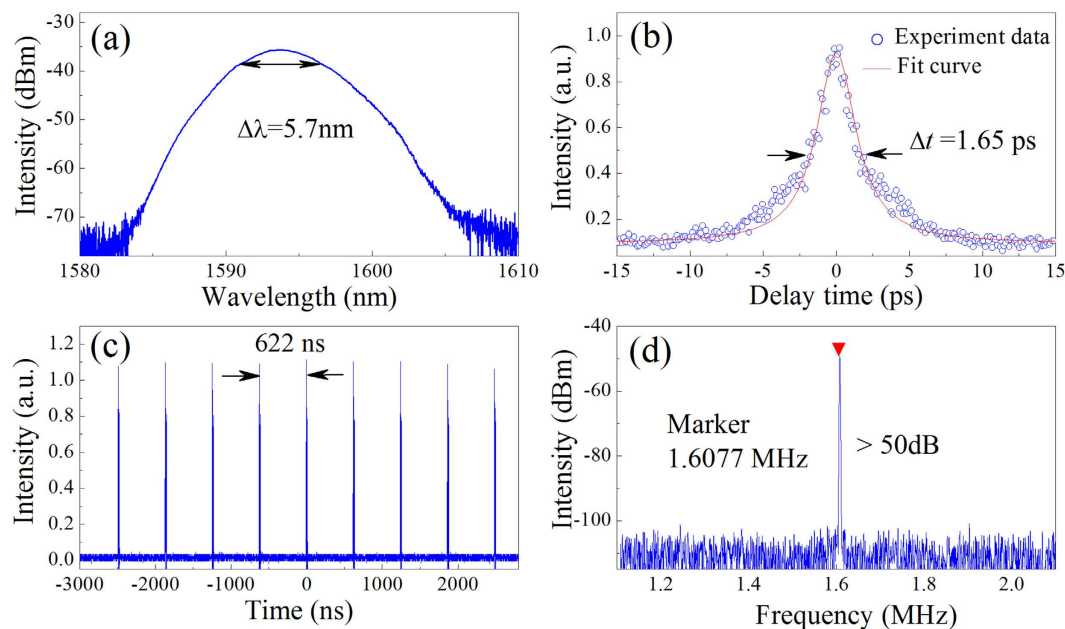 (a)
Intensity (dBm)
-30
-40
-50
-60
-70
Δλ=5.7nm
1580
1590
1600
1610
Wavelength (nm)
(b)
Experiment data
Fit curve
Intensity (a.u.)
1.0
0.8
0.6
0.4
0.2
Δt =1.65 ps
-15
-10
-5
0
5
10
15
Delay time (ps)
(c)
622 ns
Intensity (a.u.)
1.2
1.0
0.8
0.6
0.4
0.2
0.0
-3000
-2000
-1000
0
1000
2000
Time (ns)
(d)
Intensity (dBm)
-40
-60
-80
-100
Marker
1.6077 MHz
> 50dB
1.2
1.4
1.6
1.8
2.0
Frequency (MHz)